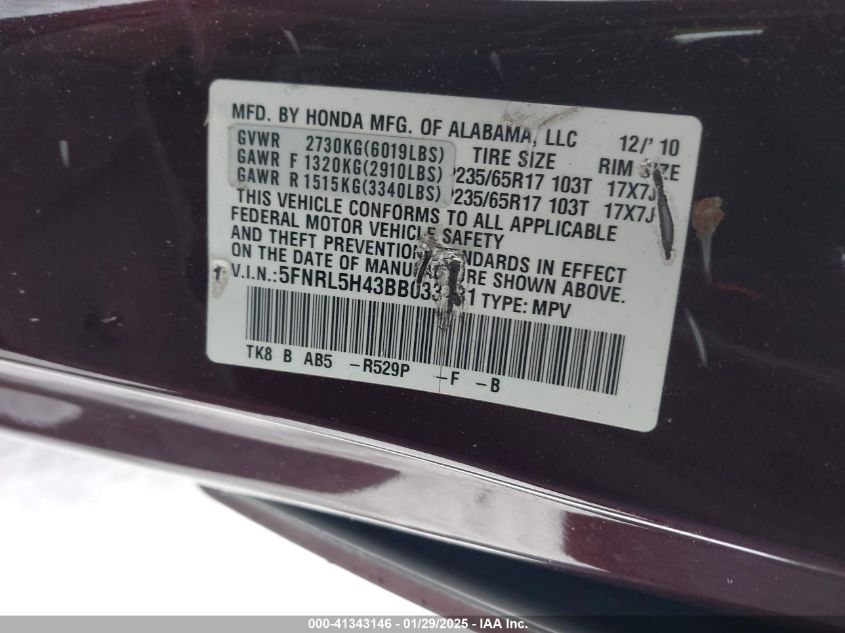 MFD. BY HONDA MFG. OF ALABAMA, LLC 12/' 10
GVWR 2730KG(6019LBS) TIRE SIZE RIM SIZE
GAWR F 1320KG(2910LBS) P235/65R17 103T 17X7J
GAWR R 1515KG(3340LBS) P235/65R17 103T 17X7J
THIS VEHICLE CONFORMS TO ALL APPLICABLE
FEDERAL MOTOR VEHICLE SAFETY
AND THEFT PREVENTION STANDARDS IN EFFECT
ON THE DATE OF MANUFACTURE SHOWN ABOVE.
V.I.N.: TYPE: MPV
TK8 B AB5 -R529P -F -B
000-41343146 | 01/29/2025 | IAA Inc.